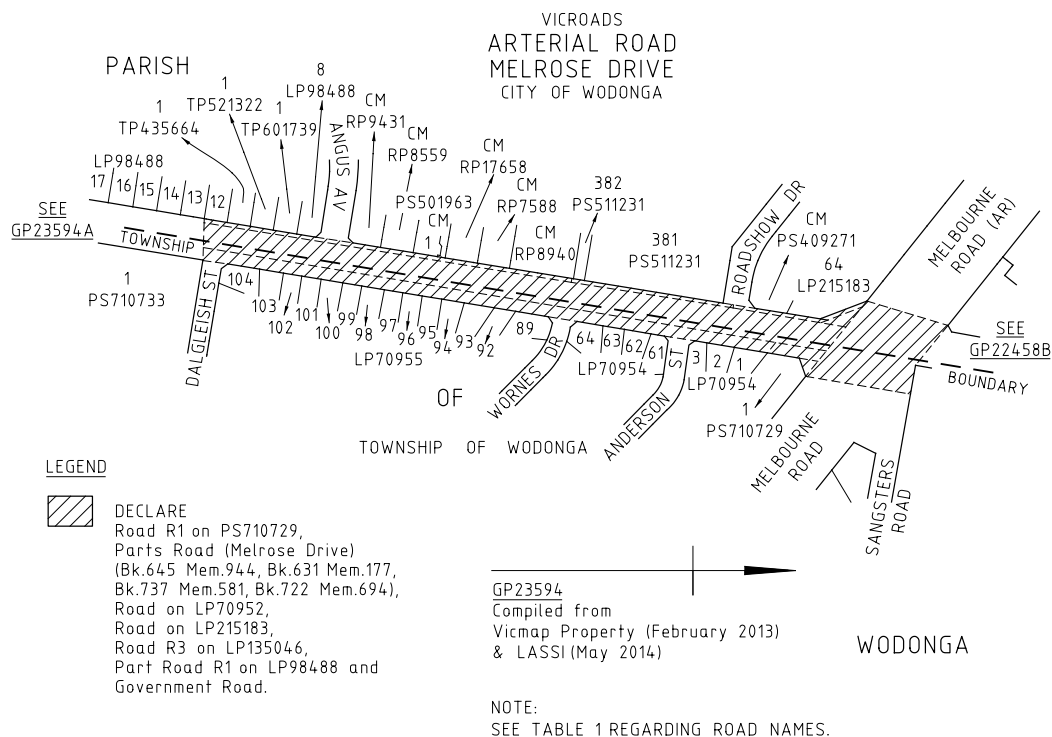 VICROADS
ARTERIAL ROAD
MELROSE DRIVE
CITY OF WODONGA
PARISH
1
TP435664
1
TP521322
1
TP601739
8
LP98488
ANGUS AV
CM
RP9431
CM
RP8559
CM
RP17658
CM
RP7588
PS501963
CM
1
CM
RP8940
382
PS511231
381
PS511231
ROADSHOW DR
CM
PS409271
64
LP215183
MELBOURNE
ROAD (AR)
LP98488
17 16 15 14 13 12
SEE
GP23594A
TOWNSHIP
SEE
GP22458B
BOUNDARY
1
PS710733
DALGLEISH ST
104 103 102 101 100 99 98 97 96 95 94 93 92 89
LP70955
WORNES DR
64 63 62 61
LP70954
ANDERSON ST
3 2 1
LP70954
1
PS710729
MELBOURNE
ROAD
SANGSTERS
ROAD
OF
TOWNSHIP OF WODONGA
LEGEND
DECLARE
Road R1 on PS710729,
Parts Road (Melrose Drive)
(Bk.645 Mem.944, Bk.631 Mem.177,
Bk.737 Mem.581, Bk.722 Mem.694),
Road on LP70952,
Road on LP215183,
Road R3 on LP135046,
Part Road R1 on LP98488 and
Government Road.
GP23594
Compiled from
Vicmap Property (February 2013)
& LASSI (May 2014)
WODONGA
NOTE:
SEE TABLE 1 REGARDING ROAD NAMES.